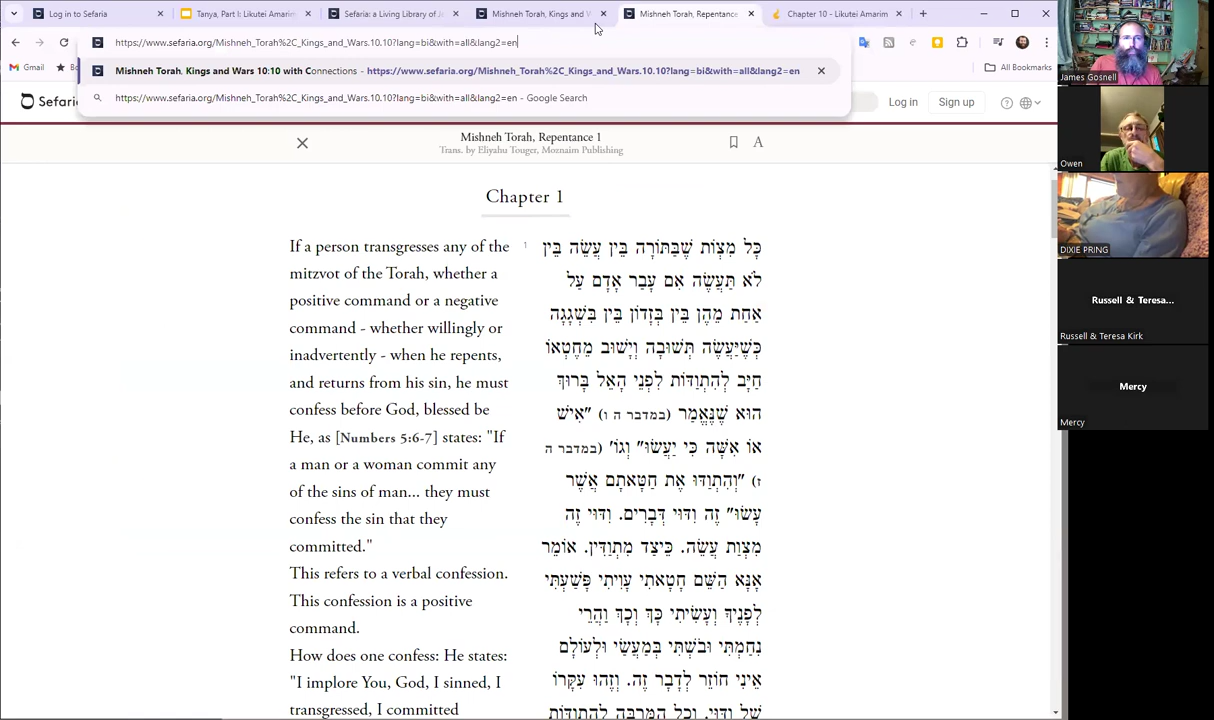 Log in to Sefaria
Tanya, Part I; Likutei Amarim
Sefaria: a Living Library of Je
Mishneh Torah, Kings and W
Mishneh Torah, Repentance
Chapter 10 - Likutei Amarim
https://www.sefaria.org/Mishneh_Torah%2C_Kings_and_Wars.10.10?lang=bi&with=all&lang2=en
Gmail
Mishneh Torah, Kings and Wars 10:10 with Connections - https://www.sefaria.org/Mishneh_Torah%2C_Kings_and_Wars.10.10?lang=bi&with=all&lang2=en
All Bookmarks
https://www.sefaria.org/Mishneh_Torah%2C_Kings_and_Wars.10.10?lang=bi&with=all&lang2=en - Google Search
Log in
Sign up
Mishneh Torah, Repentance 1
Trans. by Eliyahu Touger, Moznaim Publishing
A
Chapter 1
If a person transgresses any of the
mitzvot of the Torah, whether a
positive command or a negative
command - whether willingly or
inadvertently - when he repents,
and returns from his sin, he must
confess before God, blessed be
He, as [Numbers 5:6-7] states: "If
a man or a woman commit any
of the sins of man... they must
confess the sin that they
committed."
This refers to a verbal confession.
This confession is a positive
command.
How does one confess: He states:
"I implore You, God, I sinned, I
transgressed, I committed
כָּל מִצְוֹת שֶׁבַּתּוֹרָה בֵּין עֲשֵׂה בֵּין
לֹא תַּעֲשֶׂה אִם עָבַר אָדָם עַל
אַחַת מֵהֶן בֵּין בְּזָדוֹן בֵּין בִּשְׁגָגָה
כְּשֶׁיַּעֲשֶׂה תְּשׁוּבָה וְיָשׁוּב מֵחֶטְאוֹ
חַיָּב לְהִתְוַדּוֹת לִפְנֵי הָאֵל בָּרוּךְ
הוּא שֶׁנֶּאֱמַר (במדבר ה ו) "אִישׁ
אוֹ אִשָּׁה כִּי יַעֲשׂוּ" וְגוֹ' (במדבר ה
ז) "וְהִתְוַדּוּ אֶת חַטָּאתָם אֲשֶׁר
עָשׂוּ" זֶה וִדּוּי דְּבָרִים. וִדּוּי זֶה
מִצְוַת עֲשֵׂה. כֵּיצַד מִתְוַדִּין. אוֹמֵר
אָנָּא הַשֵּׁם חָטָאתִי עָוִיתִי פָּשַׁעְתִּי
לְפָנֶיךָ וְעָשִׂיתִי כָּךְ וְכָךְ וַהֲרֵי
נִחַמְתִּי וּבֹשְׁתִּי בְּמַעֲשַׂי וּלְעוֹלָם
אֵינִי חוֹזֵר לְדָבָר זֶה. וְזֶהוּ עִקָּרוֹ
שֶׁל וִדּוּי. וְכָל הַמַּרְבֶּה לְהִתְוַדּוֹת
James Gosnell
Owen
DIXIE PRING
Russell & Teresa...
Russell & Teresa Kirk
Mercy
Mercy